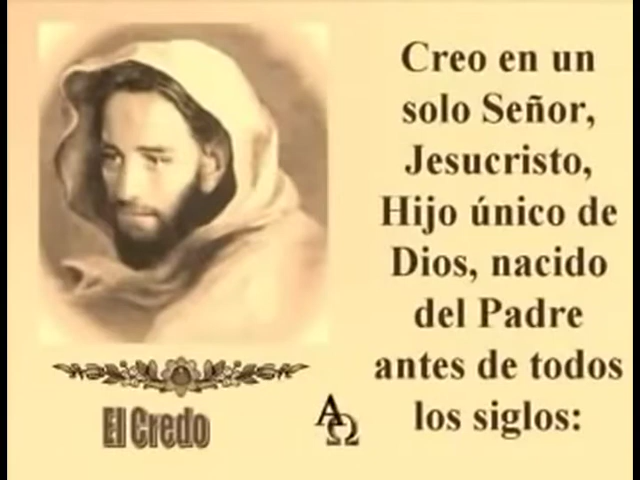 Creo en un
solo Señor,
Jesucristo,
Hijo único de
Dios, nacido
del Padre
antes de todos
los siglos:
El Credo
ΑΩ